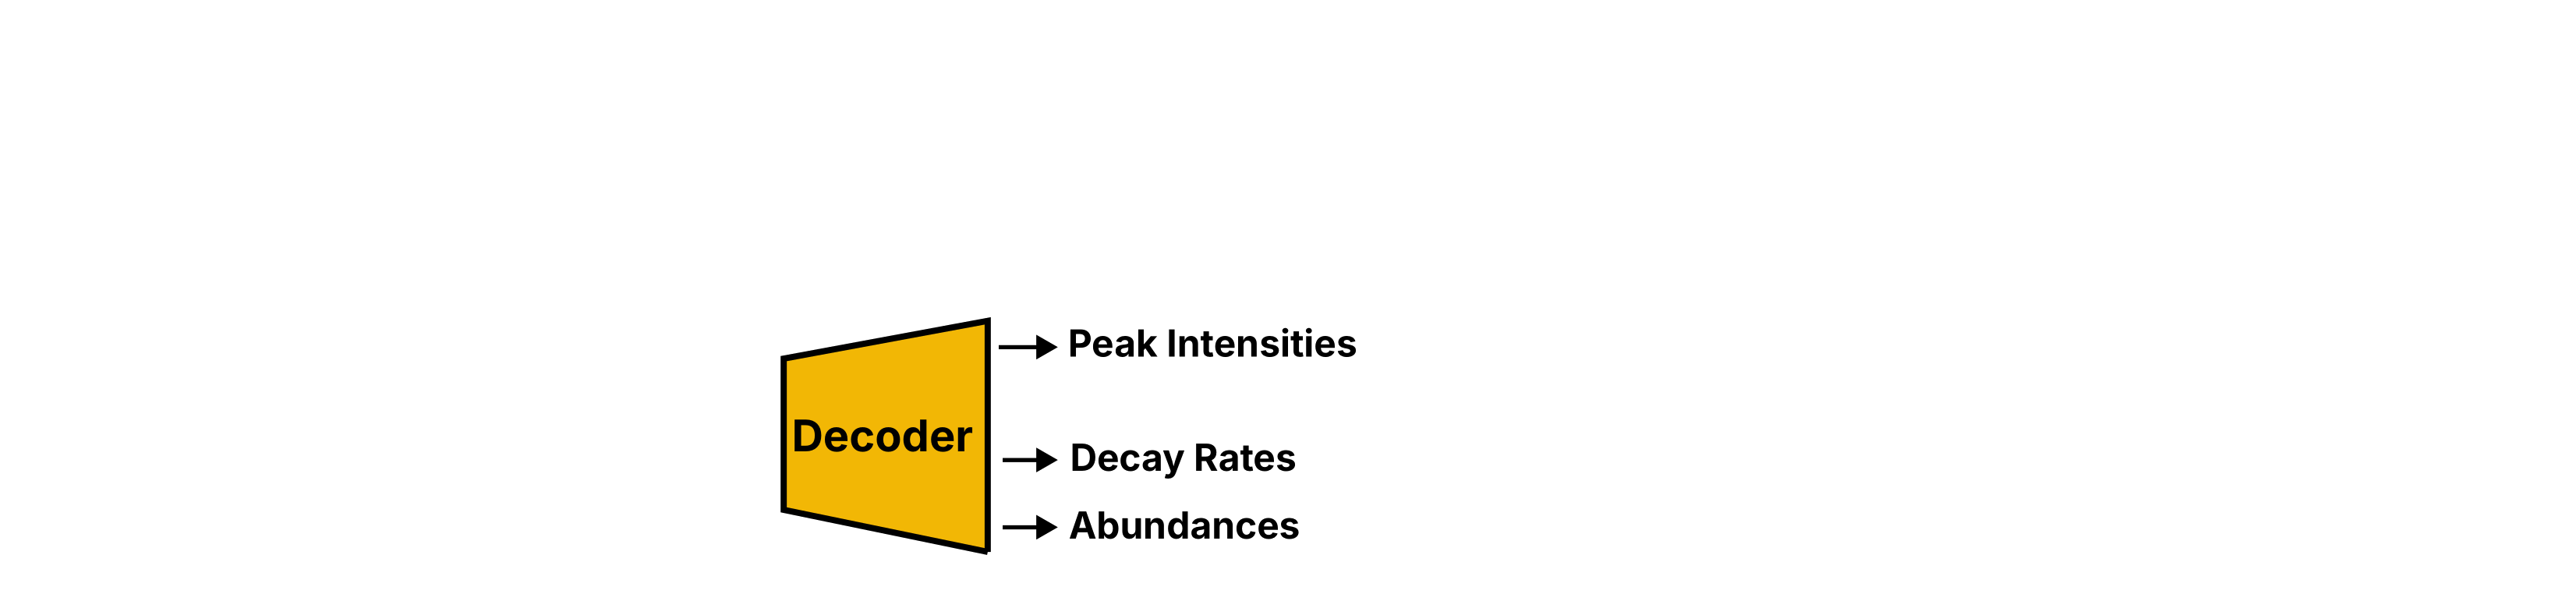 Peak Intensities
Decoder
Decay Rates
Abundances